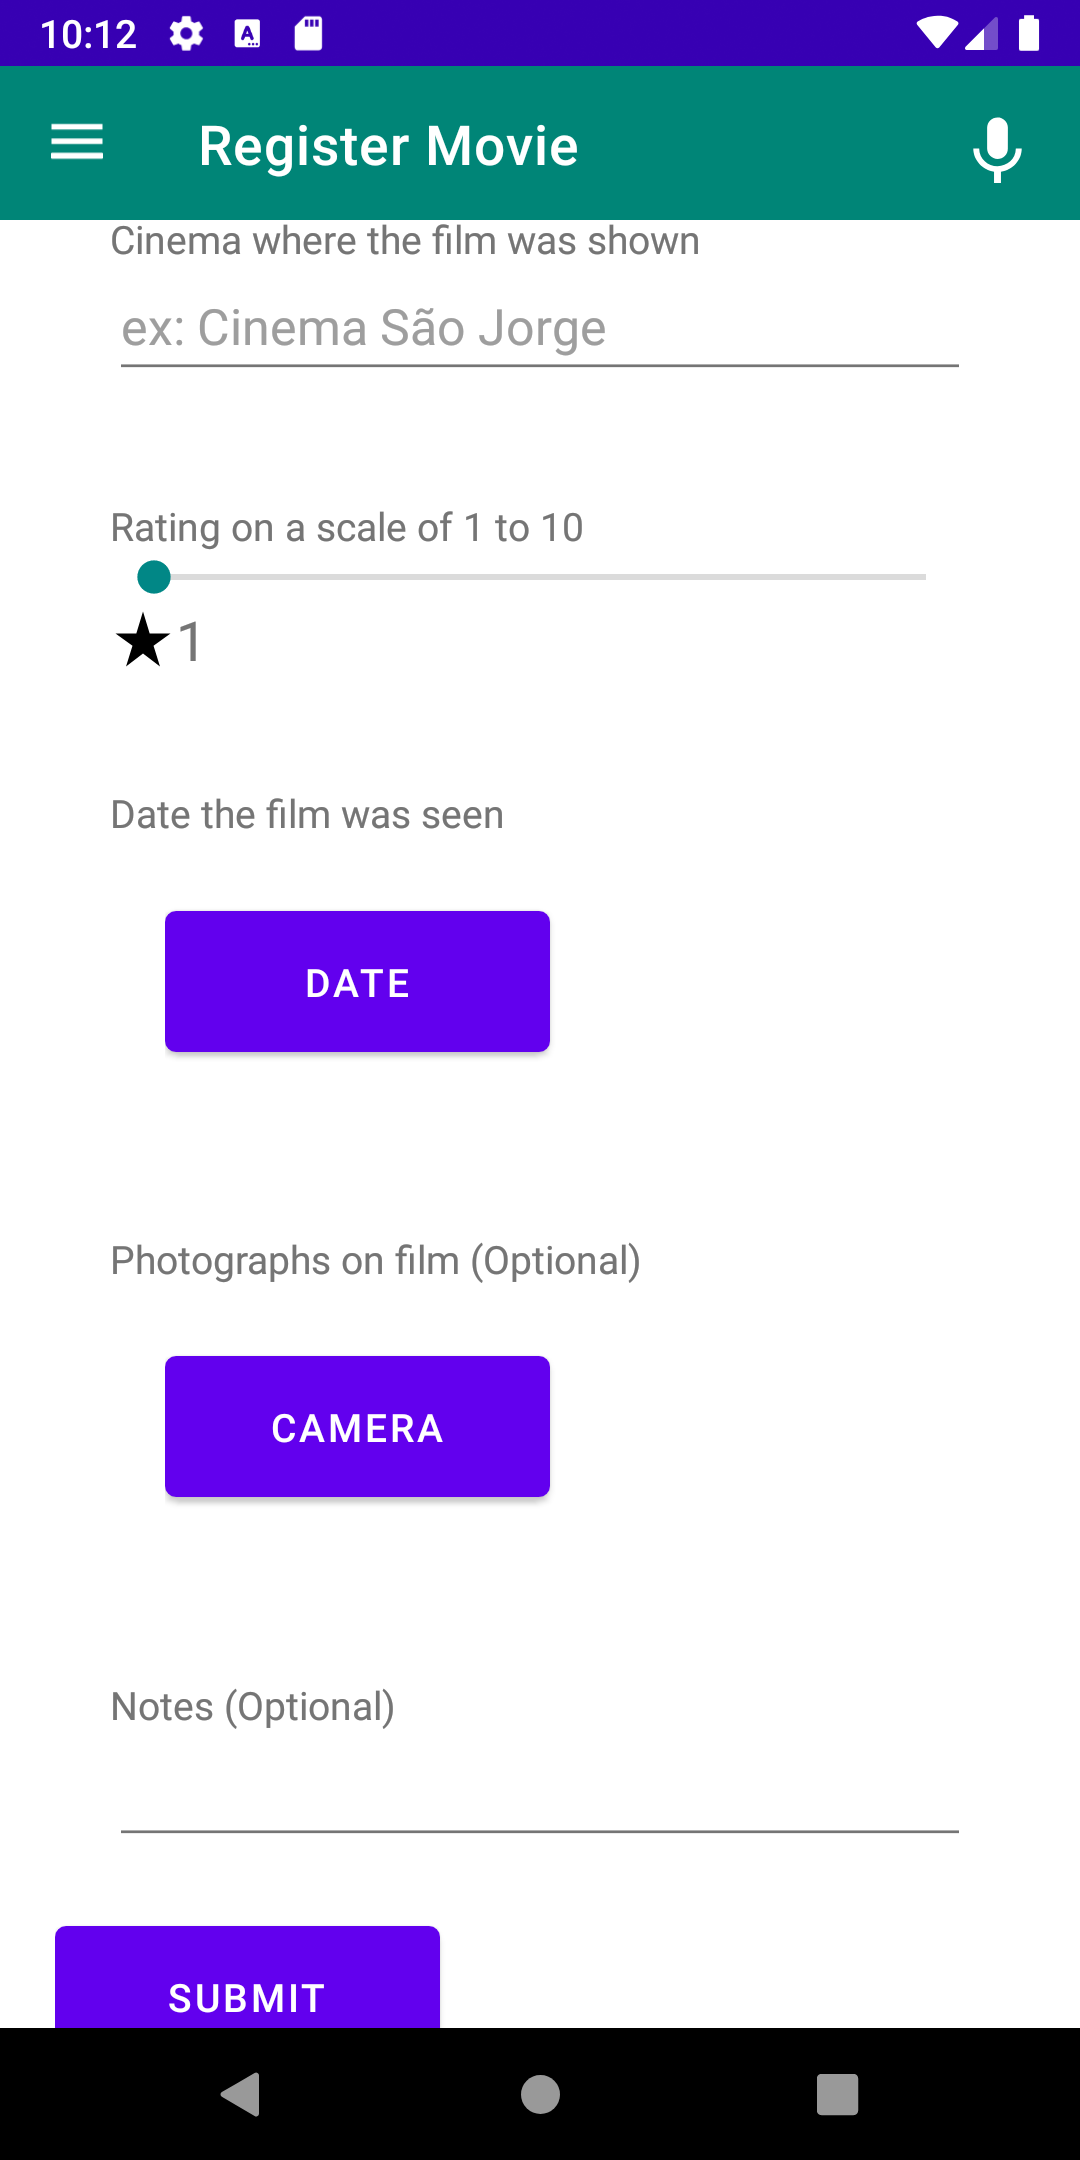 10:12
Register Movie
Cinema where the film was shown
ex: Cinema São Jorge
Rating on a scale of 1 to 10
★1
Date the film was seen
DATE
Photographs on film (Optional)
CAMERA
Notes (Optional)
SUBMIT